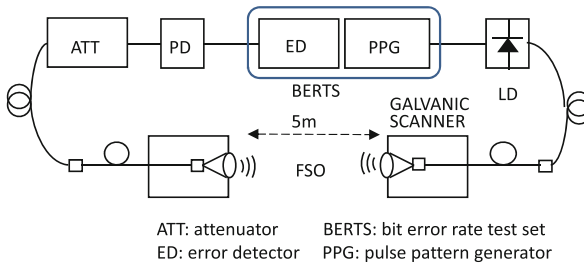 ATT
PD
ED
PPG
BERTS
LD
GALVANIC
SCANNER
5m
FSO
ATT: attenuator
BERTS: bit error rate test set
ED: error detector
PPG: pulse pattern generator